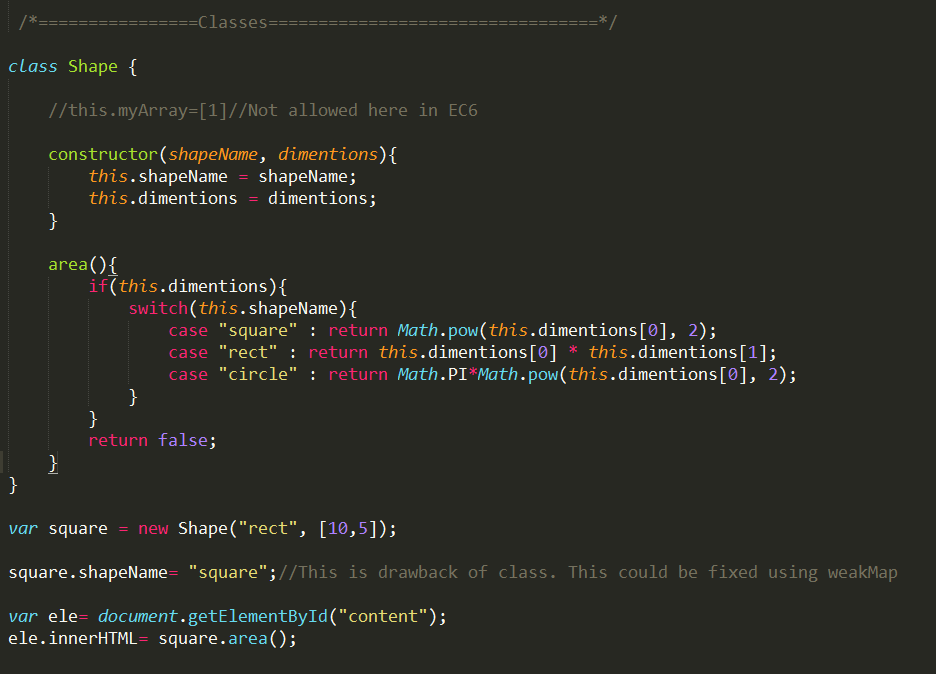 /*================Classes=================================*/
class Shape {
//this.myArray=[1]//Not allowed here in EC6
constructor(shapeName, dimentions){
this.shapeName = shapeName;
this.dimentions = dimentions;
}
area(){
if(this.dimentions){
switch(this.shapeName){
case "square" : return Math.pow(this.dimentions[0], 2);
case "rect" : return this.dimentions[0] * this.dimentions[1];
case "circle" : return Math.PI*Math.pow(this.dimentions[0], 2);
}
}
return false;
}
}
var square = new Shape("rect", [10,5]);
square.shapeName= "square";//This is drawback of class. This could be fixed using weakMap
var ele= document.getElementById("content");
ele.innerHTML= square.area();